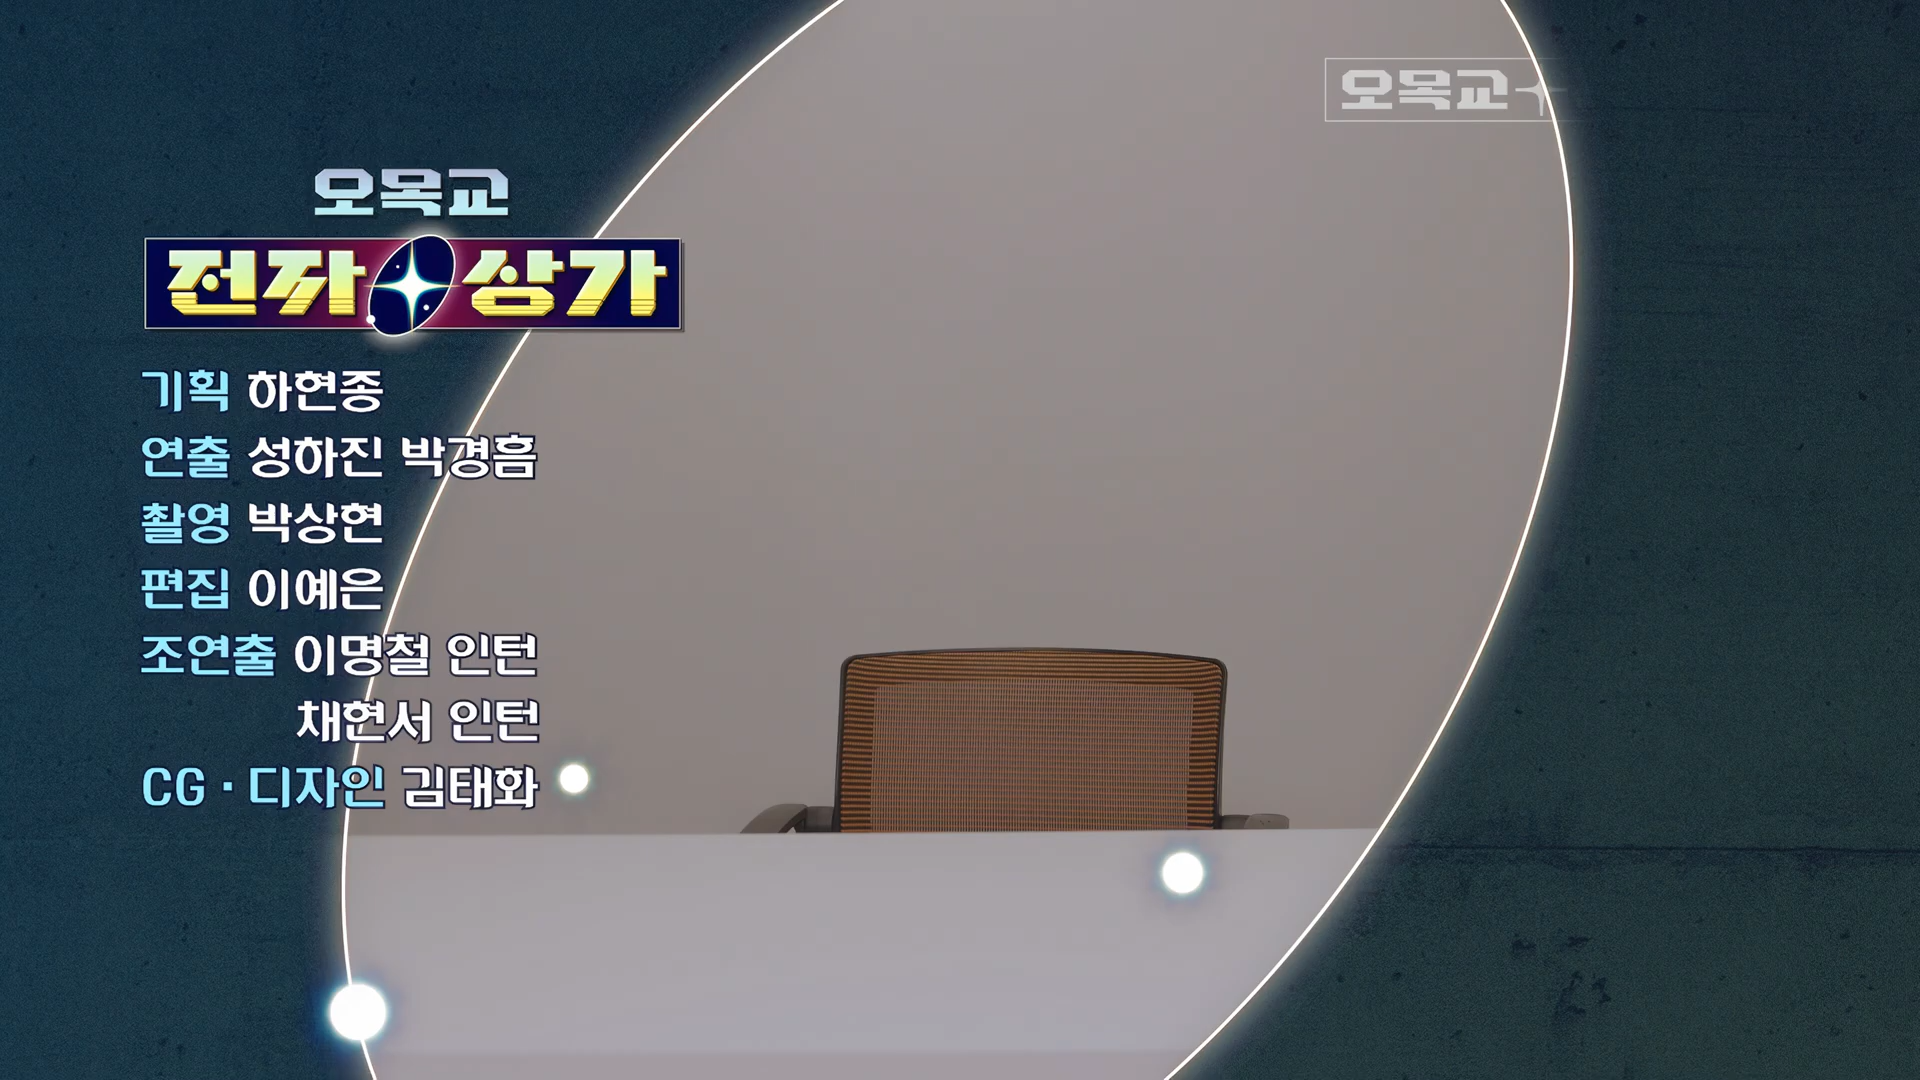 오목교
오목교
전자상가
기획 하현종
연출 성하진 박경흠
촬영 박상현
편집 이예은
조연출 이명철 인턴
채현서 인턴
CG·디자인 김태화